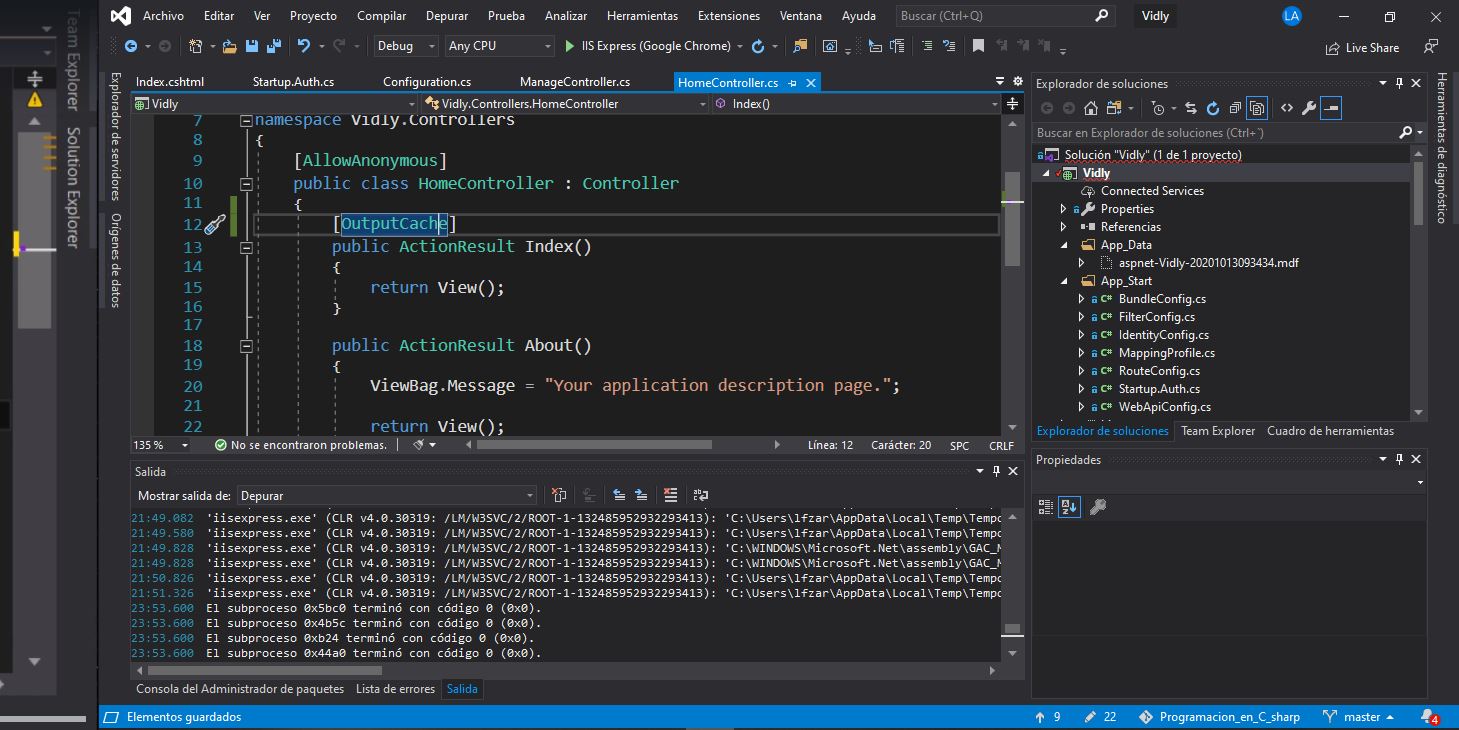 Team Explorer
Solution Explorer
Archivo Editar Ver Proyecto Compilar Depurar Prueba Analizar Herramientas Extensiones Ventana Ayuda Buscar (Ctrl+Q) Vidly LA
Debug Any CPU IIS Express (Google Chrome) Live Share
Explorador de servidores
Orígenes de datos
Index.cshtml Startup.Auth.cs Configuration.cs ManageController.cs HomeController.cs
Vidly Vidly.Controllers.HomeController Index()
7 namespace Vidly.Controllers
8 {
9 [AllowAnonymous]
10 public class HomeController : Controller
11 {
12 [OutputCache]
13 public ActionResult Index()
14 {
15 return View();
16 }
17
18 public ActionResult About()
19 {
20 ViewBag.Message = "Your application description page.";
21
22 return View();
135 % No se encontraron problemas. Línea: 12 Carácter: 20 SPC CRLF
Salida
Mostrar salida de: Depurar
21:49.082 'iisexpress.exe' (CLR v4.0.30319: /LM/W3SVC/2/ROOT-1-132485952932293413): 'C:\Users\lfzar\AppData\Local\Temp\Tempo
21:49.580 'iisexpress.exe' (CLR v4.0.30319: /LM/W3SVC/2/ROOT-1-132485952932293413): 'C:\Users\lfzar\AppData\Local\Temp\Tempo
21:49.828 'iisexpress.exe' (CLR v4.0.30319: /LM/W3SVC/2/ROOT-1-132485952932293413): 'C:\WINDOWS\Microsoft.Net\assembly\GAC_M
21:49.828 'iisexpress.exe' (CLR v4.0.30319: /LM/W3SVC/2/ROOT-1-132485952932293413): 'C:\WINDOWS\Microsoft.Net\assembly\GAC_M
21:50.826 'iisexpress.exe' (CLR v4.0.30319: /LM/W3SVC/2/ROOT-1-132485952932293413): 'C:\Users\lfzar\AppData\Local\Temp\Tempo
21:51.326 'iisexpress.exe' (CLR v4.0.30319: /LM/W3SVC/2/ROOT-1-132485952932293413): 'C:\Users\lfzar\AppData\Local\Temp\Tempo
23:53.600 El subproceso 0x5bc0 terminó con código 0 (0x0).
23:53.600 El subproceso 0x4b5c terminó con código 0 (0x0).
23:53.600 El subproceso 0xb24 terminó con código 0 (0x0).
23:53.600 El subproceso 0x44a0 terminó con código 0 (0x0).
Consola del Administrador de paquetes Lista de errores Salida
Explorador de soluciones
Buscar en Explorador de soluciones (Ctrl+`)
Solución "Vidly" (1 de 1 proyecto)
Vidly
Connected Services
Properties
Referencias
App_Data
aspnet-Vidly-20201013093434.mdf
App_Start
C# BundleConfig.cs
C# FilterConfig.cs
C# IdentityConfig.cs
C# MappingProfile.cs
C# RouteConfig.cs
C# Startup.Auth.cs
C# WebApiConfig.cs
Explorador de soluciones Team Explorer Cuadro de herramientas
Propiedades
Herramientas de diagnóstico
Elementos guardados 9 22 Programacion_en_C_sharp master 4